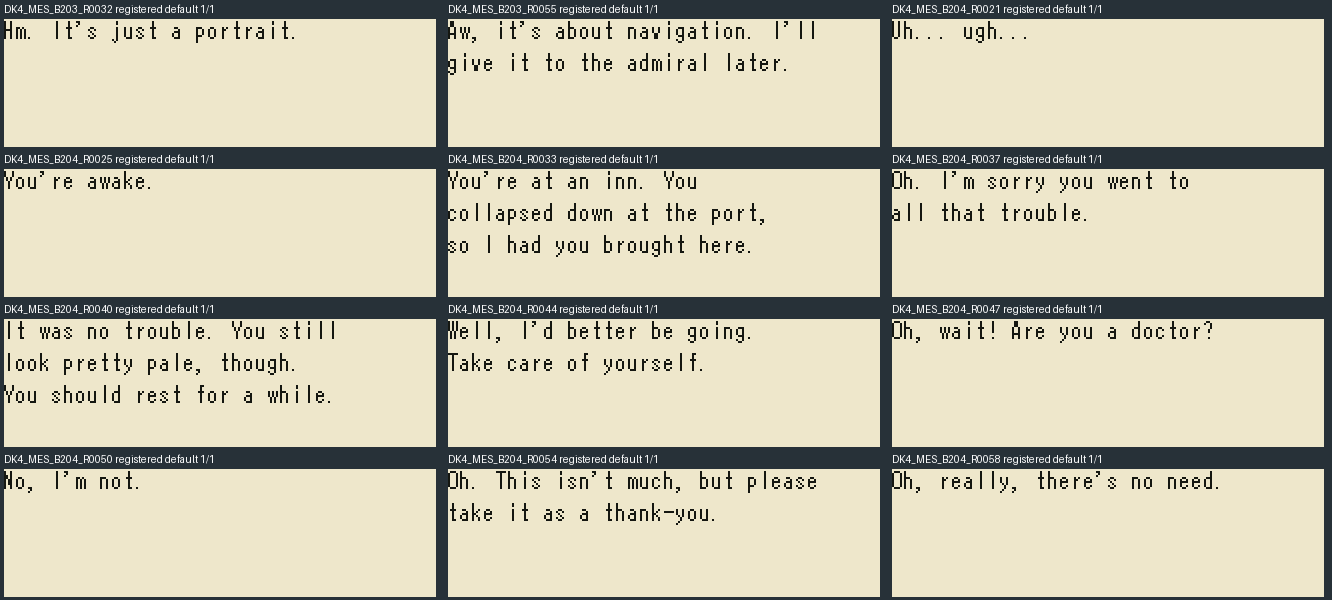 DK4_MES_B203_R0032 registered default 1/1
Hm. It's just a portrait.
DK4_MES_B203_R0055 registered default 1/1
Aw, it's about navigation. I'll
give it to the admiral later.
DK4_MES_B204_R0021 registered default 1/1
Uh... ugh...
DK4_MES_B204_R0025 registered default 1/1
You're awake.
DK4_MES_B204_R0033 registered default 1/1
You're at an inn. You
collapsed down at the port,
so I had you brought here.
DK4_MES_B204_R0037 registered default 1/1
Oh. I'm sorry you went to
all that trouble.
DK4_MES_B204_R0040 registered default 1/1
It was no trouble. You still
look pretty pale, though.
You should rest for a while.
DK4_MES_B204_R0044 registered default 1/1
Well, I'd better be going.
Take care of yourself.
DK4_MES_B204_R0047 registered default 1/1
Oh, wait! Are you a doctor?
DK4_MES_B204_R0050 registered default 1/1
No, I'm not.
DK4_MES_B204_R0054 registered default 1/1
Oh. This isn't much, but please
take it as a thank-you.
DK4_MES_B204_R0058 registered default 1/1
Oh, really, there's no need.